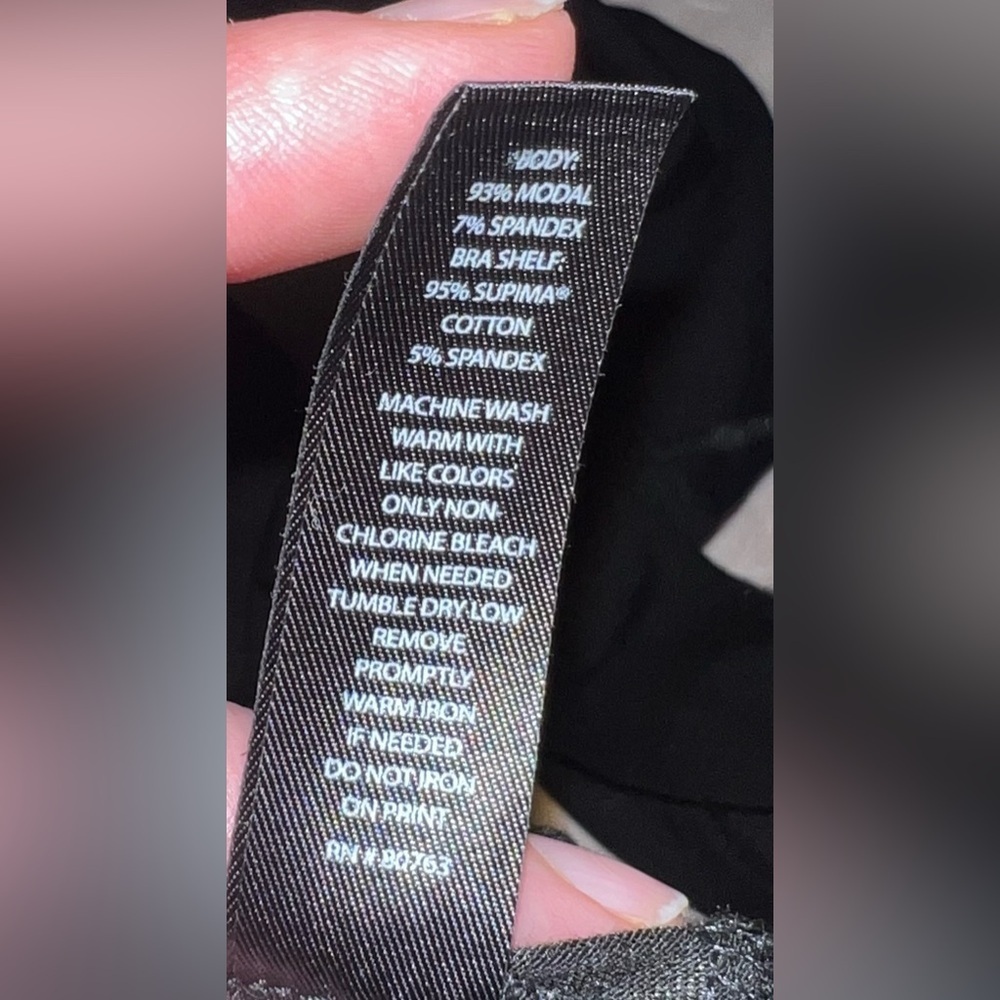 BODY:
93% MODAL
7% SPANDEX
BRA SHELF:
95% SUPIMA®
COTTON
5% SPANDEX
MACHINE WASH
WARM WITH
LIKE COLORS
ONLY NON-
CHLORINE BLEACH
WHEN NEEDED
TUMBLE DRY LOW
REMOVE
PROMPTLY
WARM IRON
IF NEEDED
DO NOT IRON
ON PRINT
RN # 80763